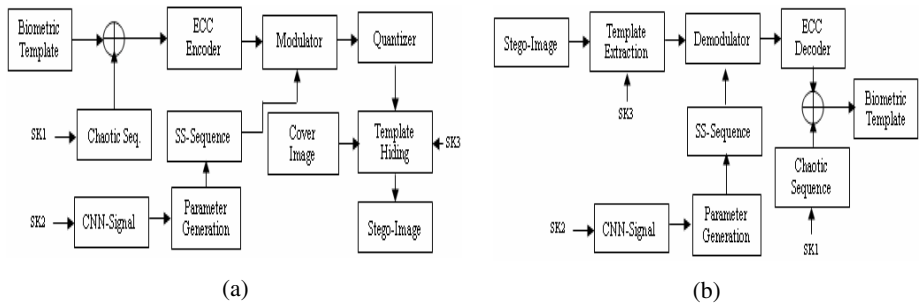 Biometric
Template
ECC
Encoder
Modulator
Quantizer
SK1
Chaotic Seq.
SS-Sequence
Cover
Image
Template
Hiding
SK3
SK2
CNN-Signal
Parameter
Generation
Stego-Image
(a)
Stego-Image
Template
Extraction
Demodulator
ECC
Decoder
SK3
SS-Sequence
Biometric
Template
Chaotic
Sequence
SK2
CNN-Signal
Parameter
Generation
SK1
(b)